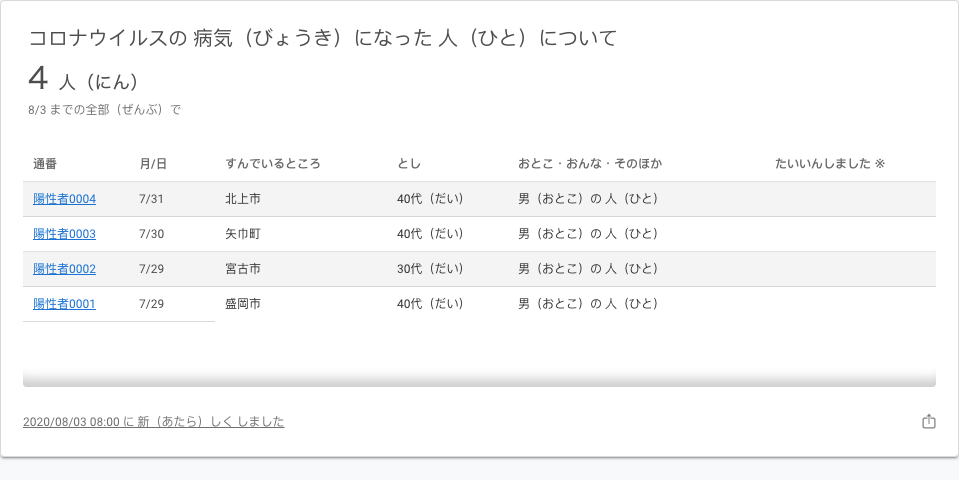 コロナウイルスの 病気（びょうき）になった 人（ひと）について
4 人（にん）
8/3 までの全部（ぜんぶ）で
通番 月/日 すんでいるところ とし おとこ・おんな・そのほか たいいんしました ※
陽性者0004 7/31 北上市 40代（だい） 男（おとこ）の 人（ひと）
陽性者0003 7/30 矢巾町 40代（だい） 男（おとこ）の 人（ひと）
陽性者0002 7/29 宮古市 30代（だい） 男（おとこ）の 人（ひと）
陽性者0001 7/29 盛岡市 40代（だい） 男（おとこ）の 人（ひと）
2020/08/03 08:00 に 新（あたら）しく しました